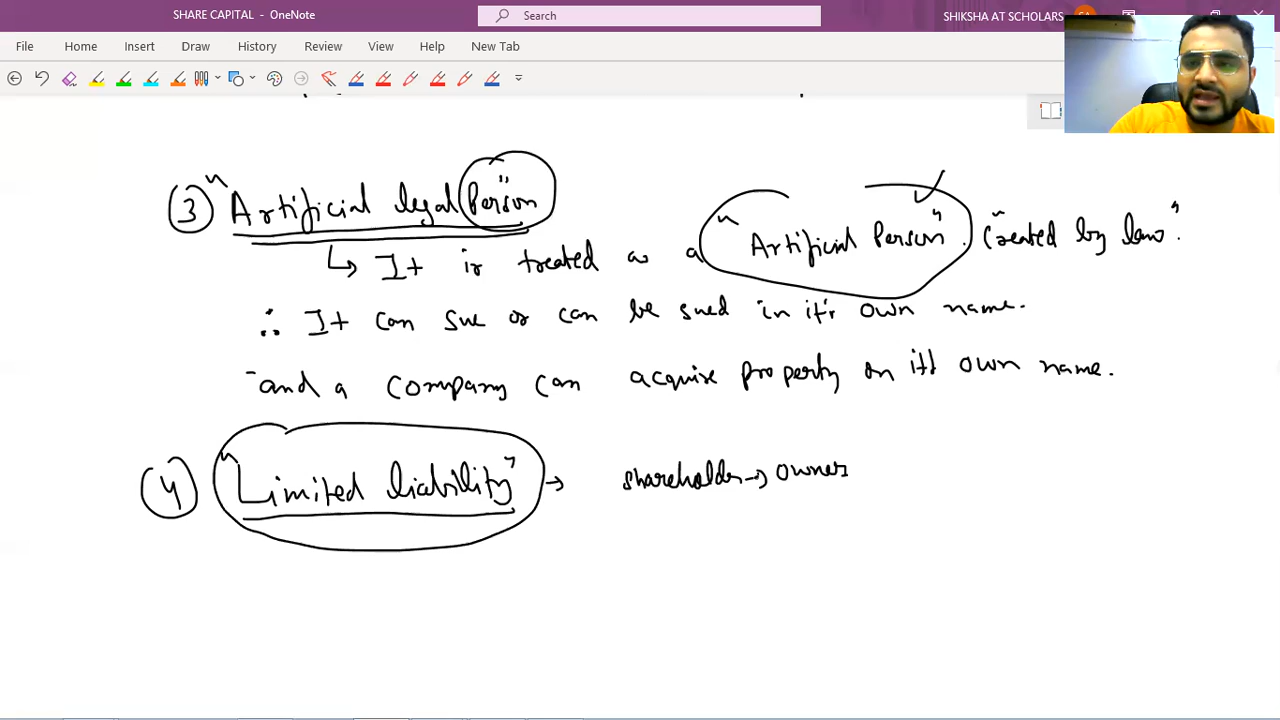 SHARE CAPITAL - OneNote
Search
SHIKSHA AT SCHOLARS
File Home Insert Draw History Review View Help New Tab
③ "Artificial legal Person"
↳ It is treated as a "Artificial Person". Created by law".
∴ It can sue or can be sued in it's own name.
- and a company can acquire property on it's own name.
④ "Limited liability" → shareholder → owner